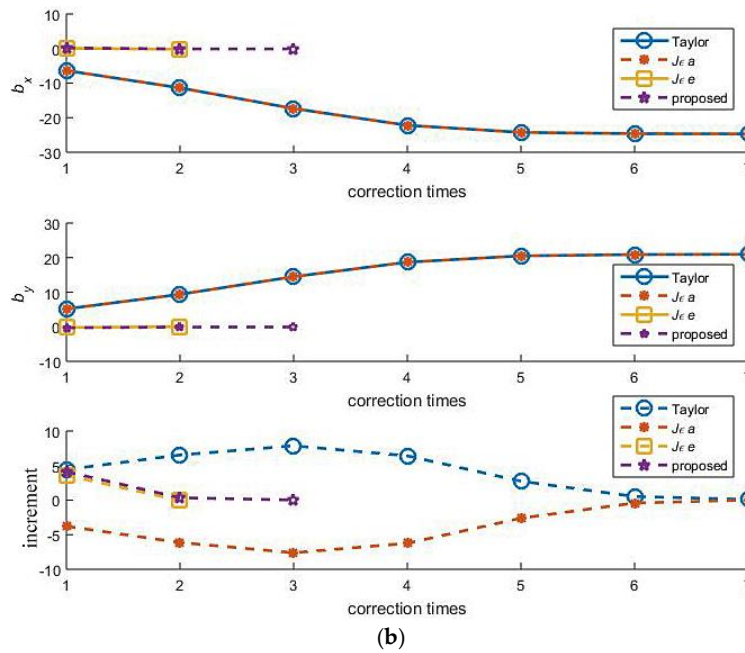 10
0
-10
-20
-30
b_x
1 2 3 4 5 6
correction times
Taylor
Jϵ a
Jϵ e
proposed
30
20
10
0
-10
b_y
1 2 3 4 5 6
correction times
Taylor
Jϵ a
Jϵ e
proposed
10
5
0
-5
-10
increment
1 2 3 4 5 6
correction times
Taylor
Jϵ a
Jϵ e
proposed
(b)